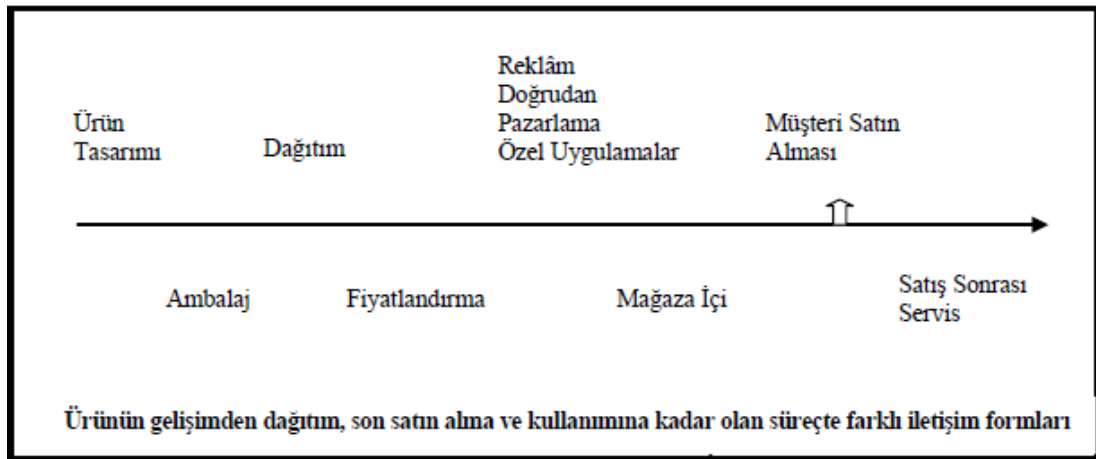 Reklâm
Doğrudan
Pazarlama
Özel Uygulamalar
Ürün
Tasarımı
Dağıtım
Müşteri Satın
Alması
Ambalaj
Fiyatlandırma
Mağaza İçi
Satış Sonrası
Servis
Ürünün gelişimden dağıtım, son satın alma ve kullanımına kadar olan süreçte farklı iletişim formları